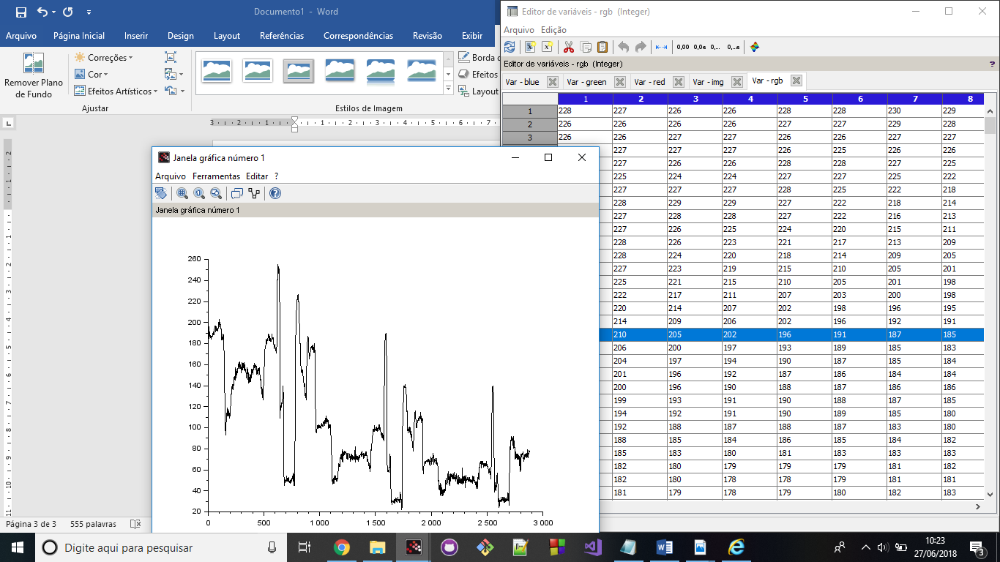 Documento1 - Word
Arquivo Página Inicial Inserir Design Layout Referências Correspondências Revisão Exibir
Remover Plano
de Fundo
Correções
Cor
Efeitos Artísticos
Ajustar
Borda
Efeitos
Layout
Estilos de Imagem
3 2 1 1 2 3 4 5 6 7
Editor de variáveis - rgb (Integer)
Arquivo Edição
0,00 0,0e 0,... 0,...e
Editor de variáveis - rgb (Integer) ?
Var - blue Var - green Var - red Var - img Var - rgb
1 2 3 4 5 6 7 8
1 228 227 226 226 228 228 230 229
2 226 226 226 226 227 227 229 228
3 226 226 227 227 226 226 227 227
227 227 227 226 225 226 226
227 226 226 228 228 227 225
225 224 224 227 227 225 222
227 227 227 228 225 222 218
228 229 229 227 222 218 214
227 228 228 227 222 216 213
227 226 225 224 220 215 211
228 226 223 221 217 213 209
228 224 220 218 214 209 205
227 223 219 215 210 205 201
225 221 215 210 205 201 198
222 217 211 207 203 200 198
220 214 207 202 198 196 195
214 209 206 202 196 192 191
210 205 202 196 191 187 185
206 200 197 193 189 185 183
204 197 194 190 187 185 184
201 196 192 187 186 184 184
200 196 190 188 187 186 186
199 193 191 190 188 187 185
194 192 191 190 189 185 180
192 188 187 188 187 183 180
188 185 184 186 185 184 182
185 183 180 181 183 183 183
182 180 179 179 179 181 182
182 180 178 178 179 181 181
181 179 178 179 180 182 183
Janela gráfica número 1
Arquivo Ferramentas Editar ?
Janela gráfica número 1
260
240
220
200
180
160
140
120
100
80
60
40
20
0 500 1 000 1 500 2 000 2 500 3 000
Página 3 de 3 555 palavras
Digite aqui para pesquisar
10:23
27/06/2018
3